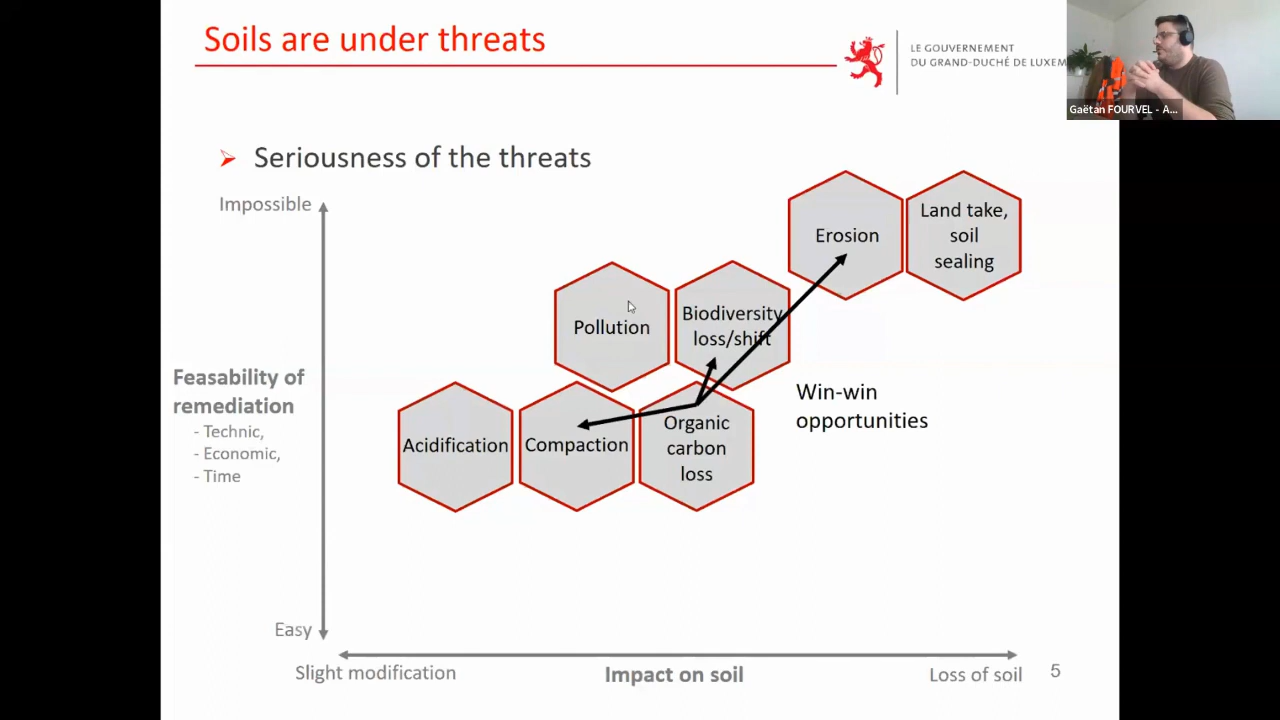 Soils are under threats
LE GOUVERNEMENT
DU GRAND-DUCHÉ DE LUXEM
Gaëtan FOURVEL - A...
Seriousness of the threats
Impossible
Erosion
Land take,
soil
sealing
Pollution
Biodiversity
loss/shift
Feasability of
remediation
- Technic,
- Economic,
- Time
Win-win
opportunities
Acidification
Compaction
Organic
carbon
loss
Easy
Slight modification
Impact on soil
Loss of soil
5